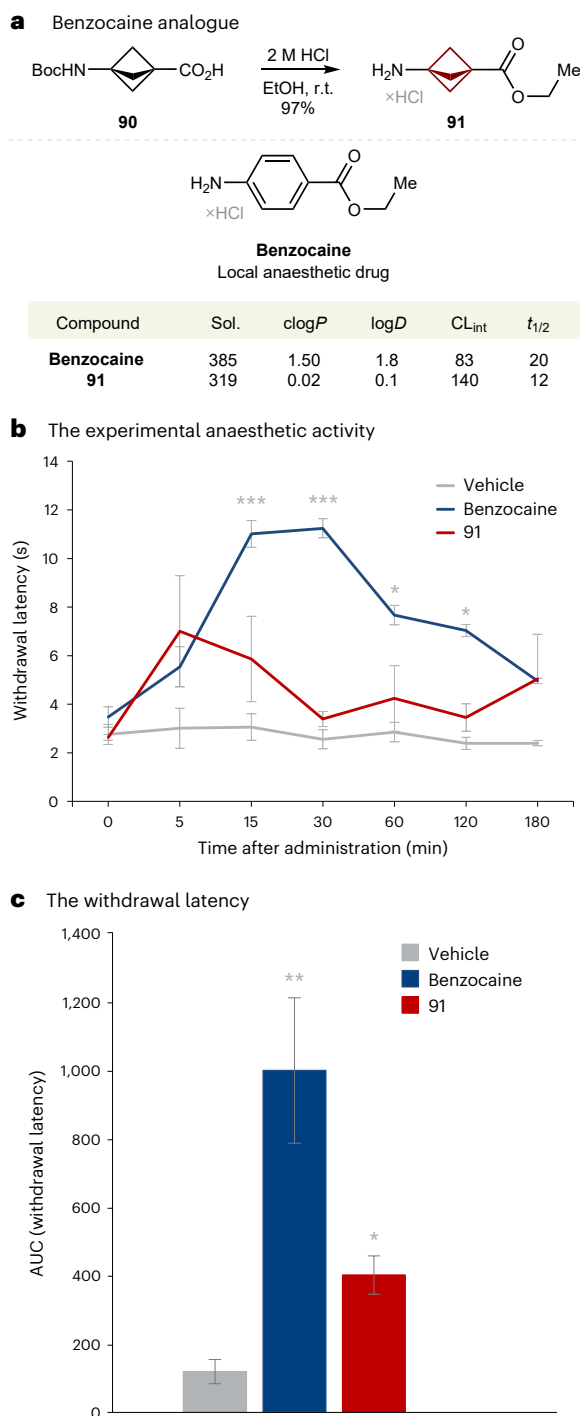 a Benzocaine analogue
BocHN CO₂H
2 M HCl
EtOH, r.t.
97%
H₂N O O Me
×HCl
90 91
H₂N O O Me
×HCl
Benzocaine
Local anaesthetic drug
Compound Sol. clogP logD CLint t1/2
Benzocaine 385 1.50 1.8 83 20
91 319 0.02 0.1 140 12
b The experimental anaesthetic activity
Withdrawal latency (s)
14
12
10
8
6
4
2
0
*** *** * *
Vehicle
Benzocaine
91
0 5 15 30 60 120 180
Time after administration (min)
c The withdrawal latency
AUC (withdrawal latency)
1,400
1,200
1,000
800
600
400
200
0
**
*
Vehicle
Benzocaine
91